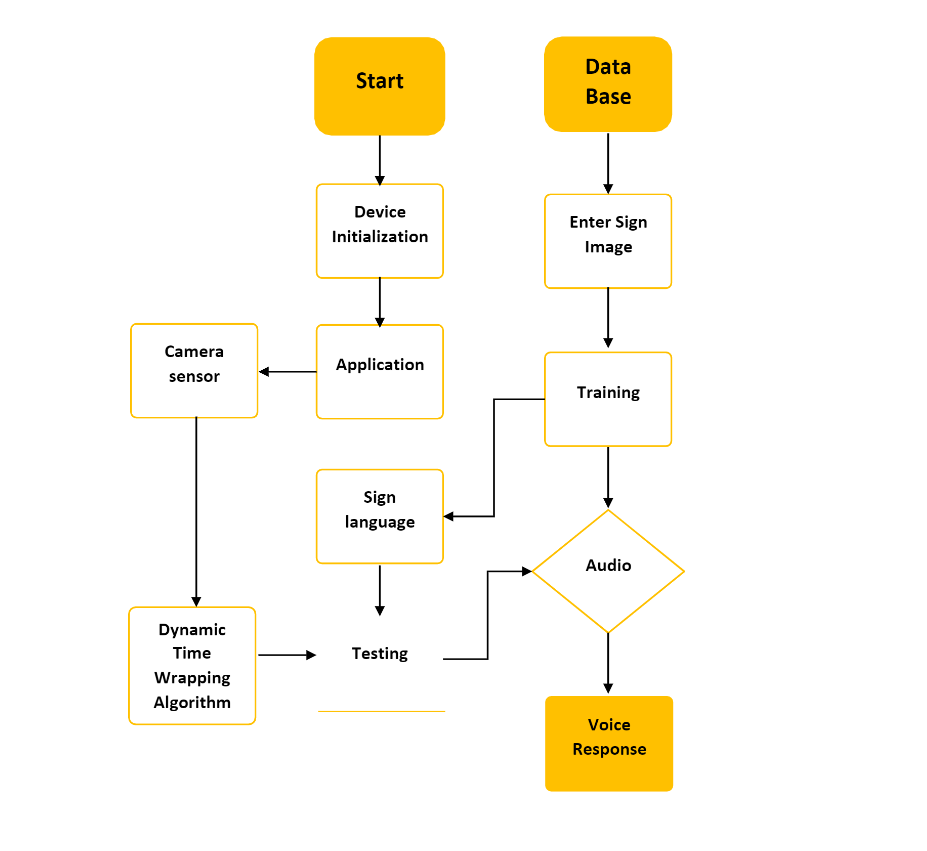 Start
Data
Base
Device
Initialization
Enter Sign
Image
Camera
sensor
Application
Training
Sign
language
Audio
Dynamic
Time
Wrapping
Algorithm
Testing
Voice
Response